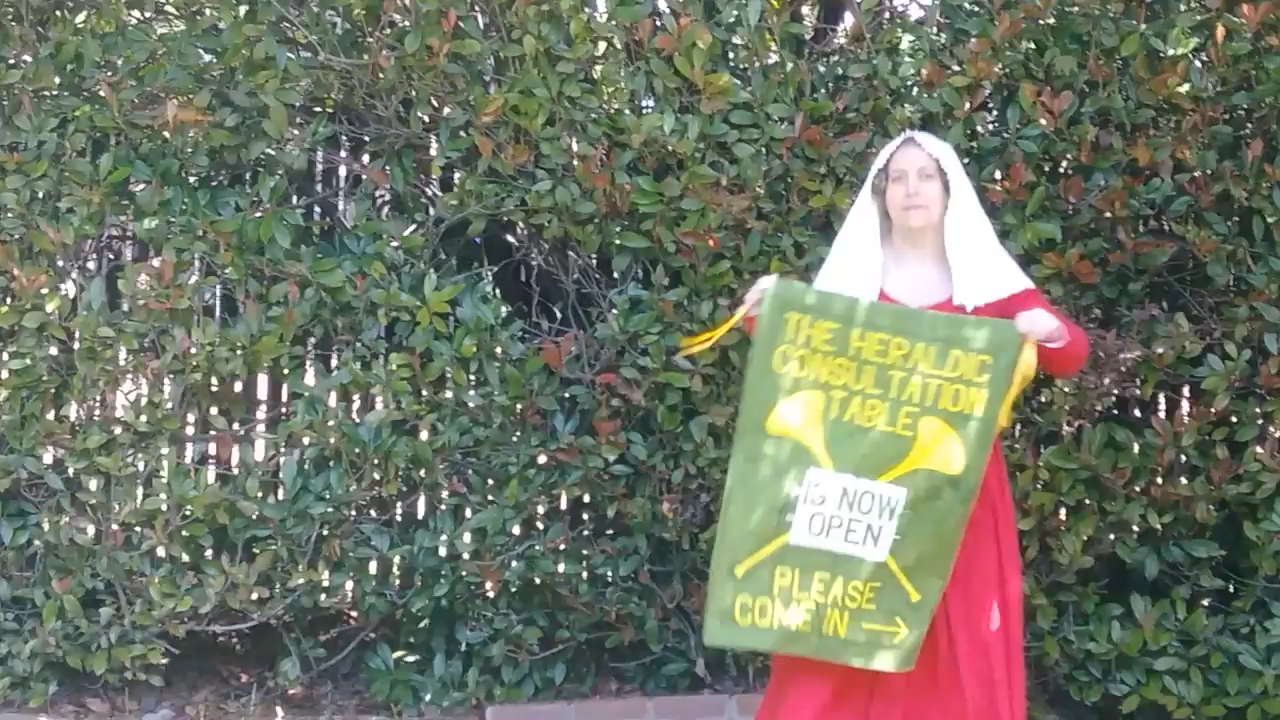 THE HERALDIC
CONSULTATION
TABLE
IS NOW
OPEN
PLEASE
COME IN →